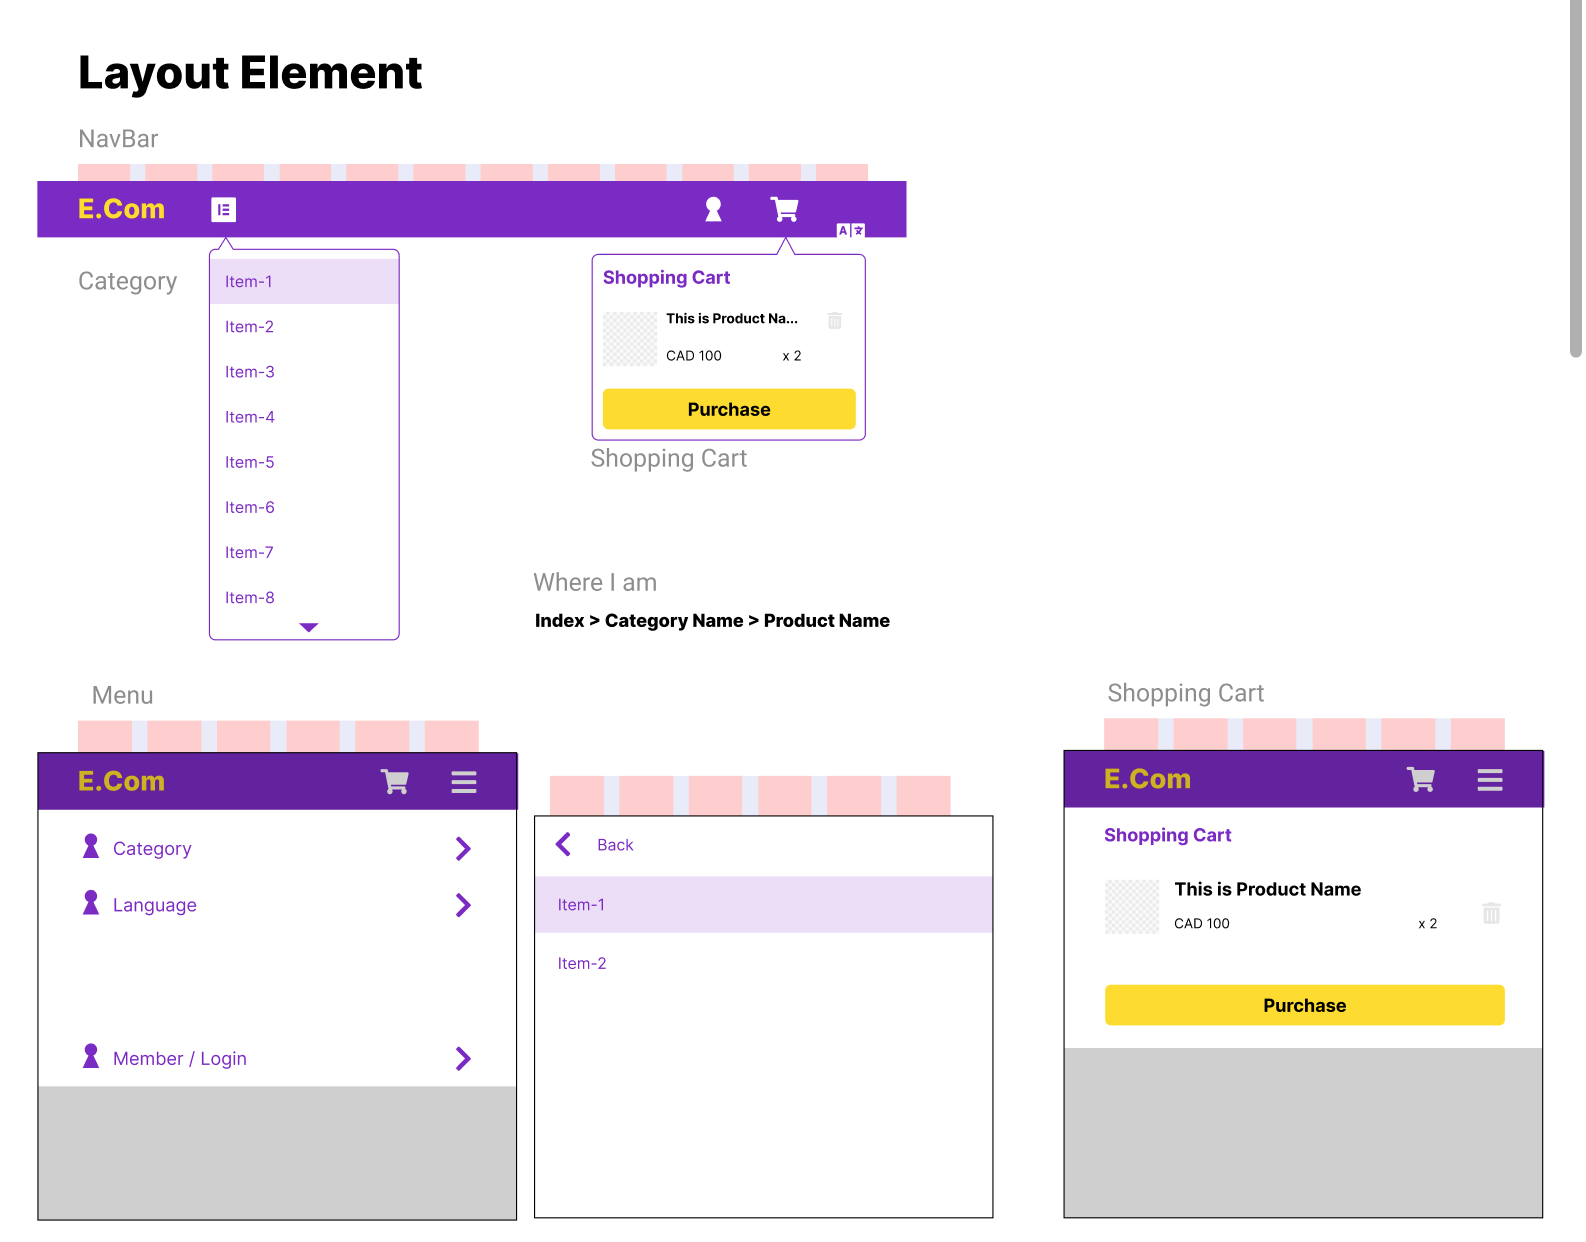 Layout Element
NavBar
E.Com
A 文
Category
Item-1
Item-2
Item-3
Item-4
Item-5
Item-6
Item-7
Item-8
Shopping Cart
This is Product Na...
CAD 100 x 2
Purchase
Shopping Cart
Where I am
Index > Category Name > Product Name
Menu
E.Com
Category
Language
Member / Login
Back
Item-1
Item-2
Shopping Cart
E.Com
Shopping Cart
This is Product Name
CAD 100 x 2
Purchase